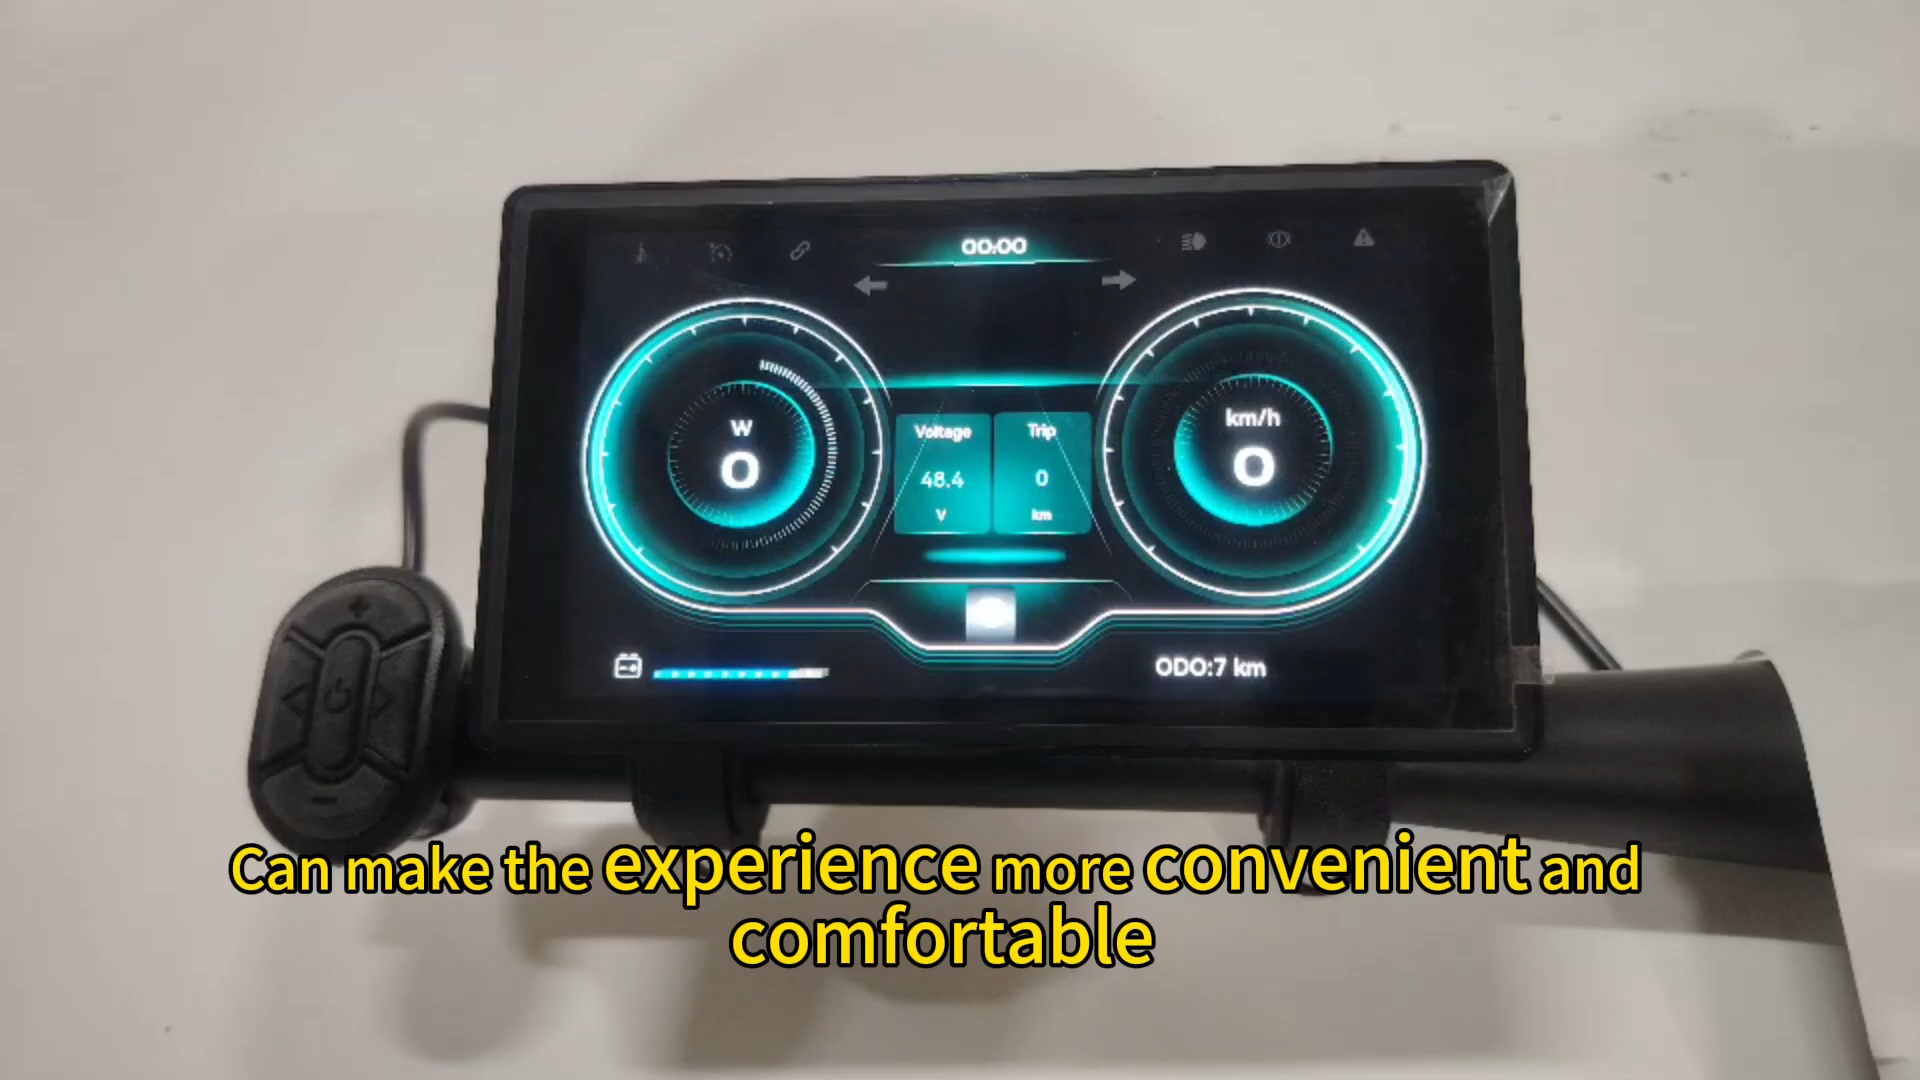 00:00
W
0
Voltage
48.4
V
Trip
0
km
km/h
0
ODO:7 km
Can make the experience more convenient and
comfortable